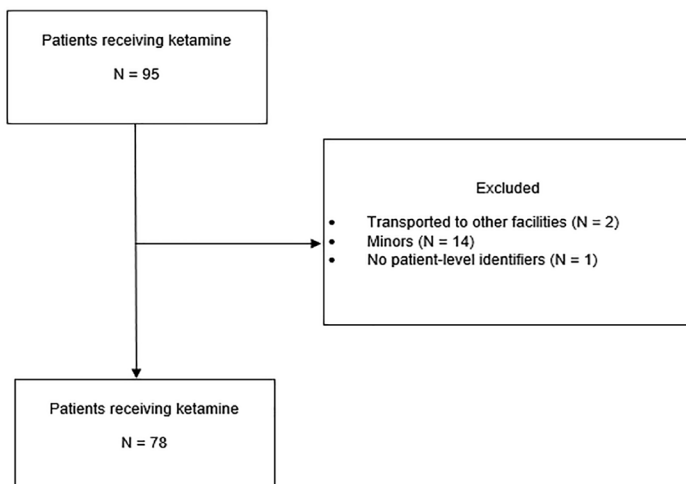 Patients receiving ketamine
N = 95
Excluded
• Transported to other facilities (N = 2)
• Minors (N = 14)
• No patient-level identifiers (N = 1)
Patients receiving ketamine
N = 78